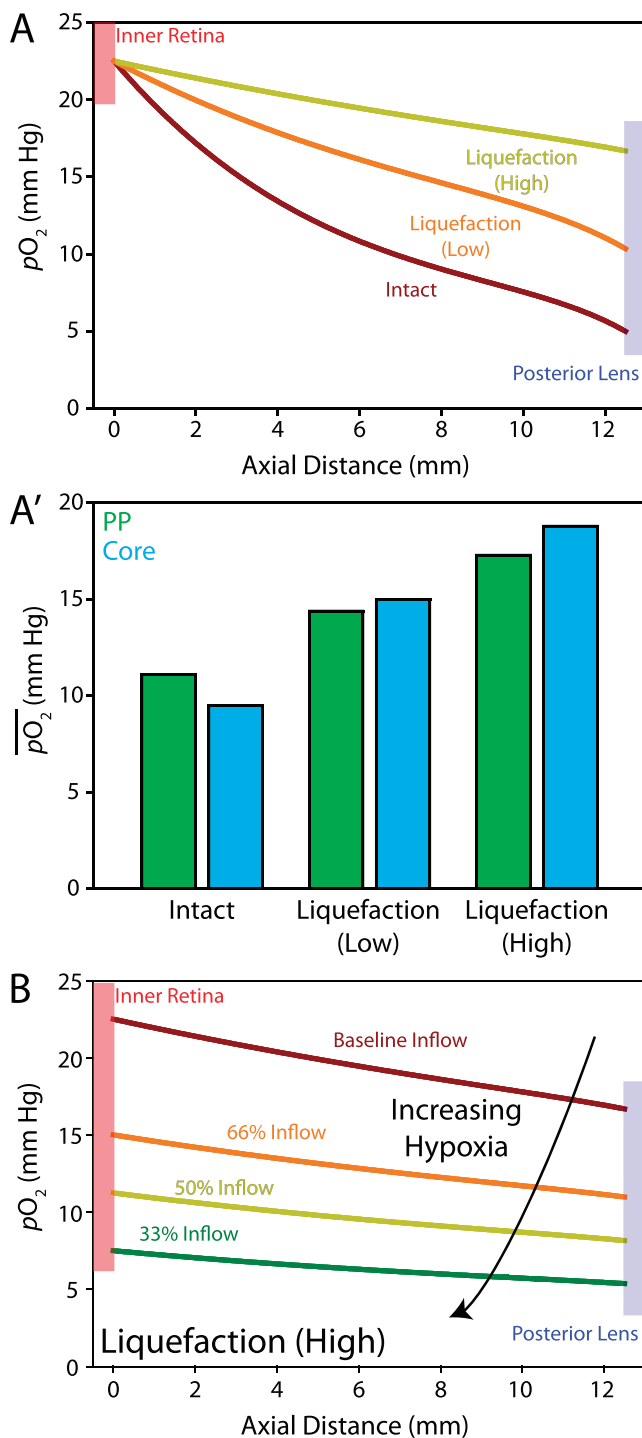 A
Inner Retina
25
20
15
10
5
0
pO₂ (mm Hg)
Liquefaction
(High)
Liquefaction
(Low)
Intact
Posterior Lens
0 2 4 6 8 10 12
Axial Distance (mm)
A'
PP
Core
20
15
10
5
0
pO₂ (mm Hg)
Intact
Liquefaction
(Low)
Liquefaction
(High)
B
Inner Retina
25
20
15
10
5
0
pO₂ (mm Hg)
Baseline Inflow
Increasing
Hypoxia
66% Inflow
50% Inflow
33% Inflow
Liquefaction (High)
Posterior Lens
0 2 4 6 8 10 12
Axial Distance (mm)